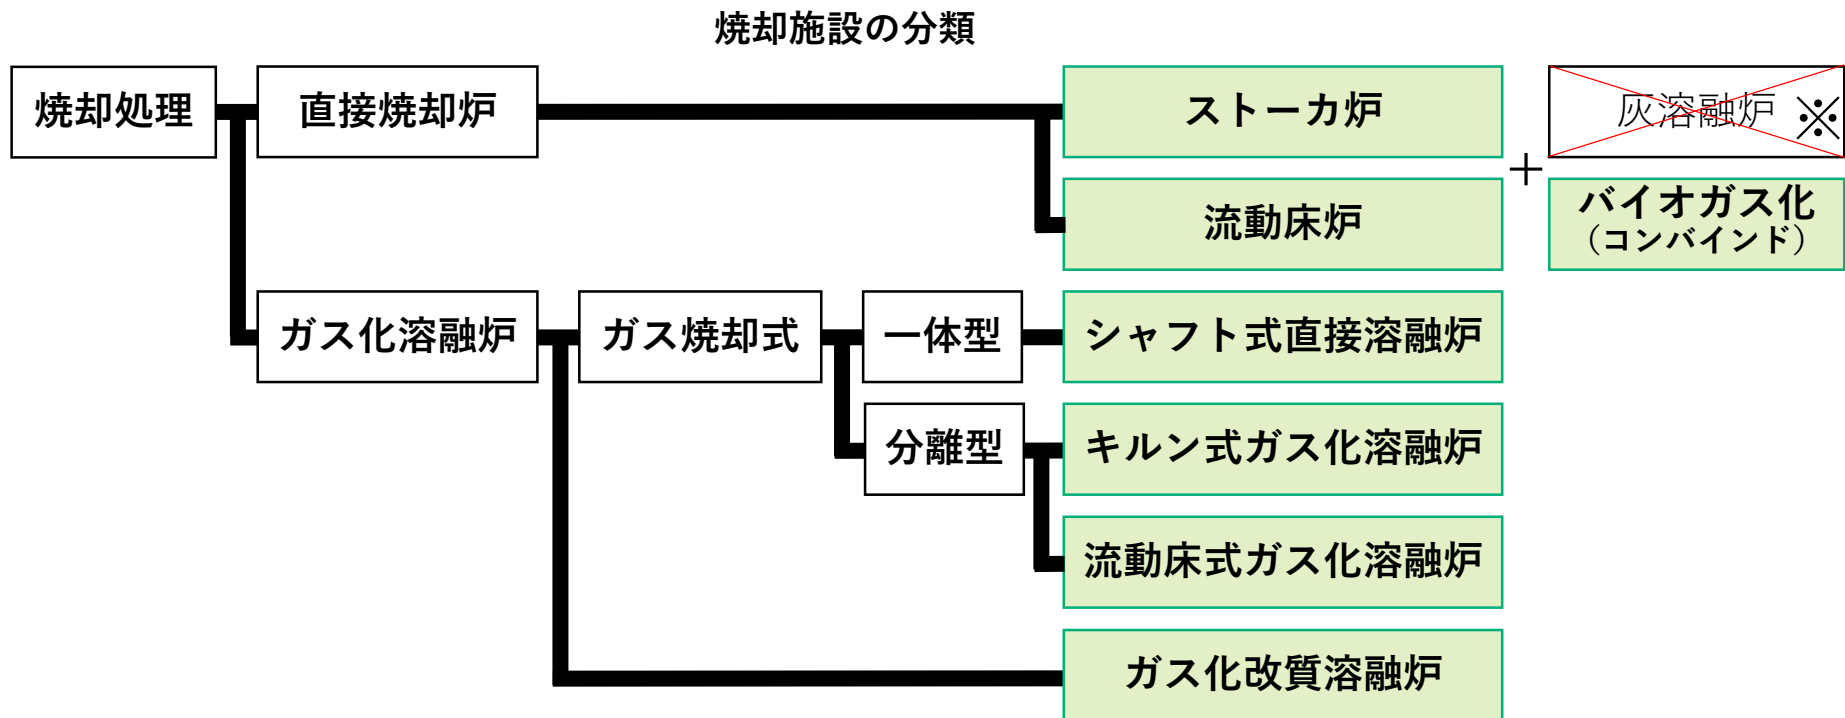 焼却施設の分類
焼却処理
直接焼却炉
ストーカ炉
灰溶融炉 ※
流動床炉
＋
バイオガス化
（コンバインド）
ガス化溶融炉
ガス焼却式
一体型
シャフト式直接溶融炉
分離型
キルン式ガス化溶融炉
流動床式ガス化溶融炉
ガス化改質溶融炉